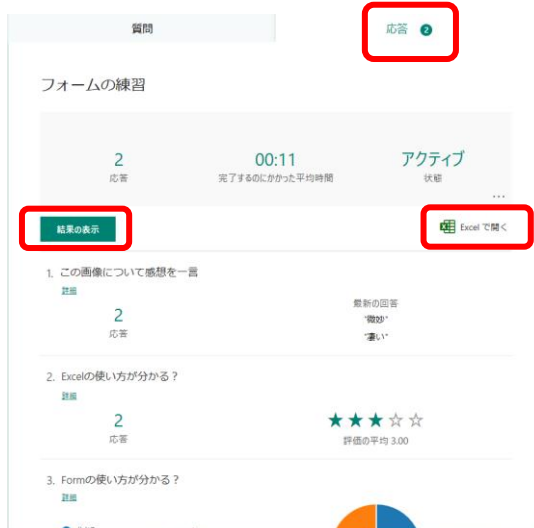 質問
応答 2
フォームの練習
2
応答
00:11
完了するのにかかった平均時間
アクティブ
状態
...
結果の表示
Excel で開く
1. この画像について感想を一言
詳細
2
応答
最新の回答
"微妙"
"凄い"
2. Excelの使い方が分かる？
詳細
2
応答
★★★☆☆
評価の平均 3.00
3. Formの使い方が分かる？
詳細